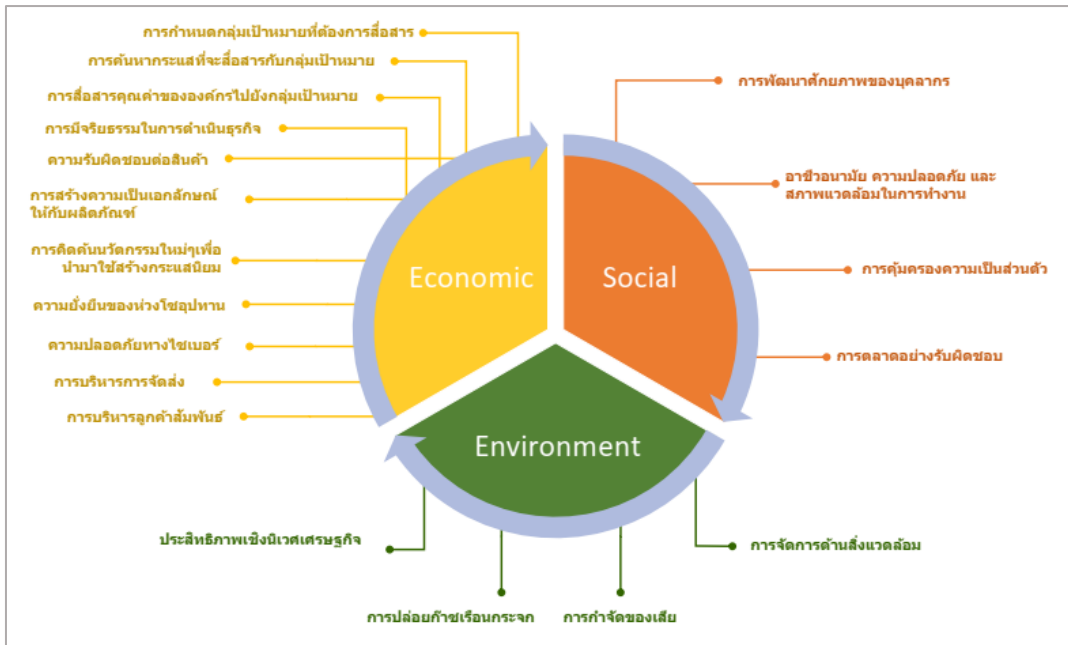 การกำหนดกลุ่มเป้าหมายที่ต้องการสื่อสาร
การค้นหากระแสที่จะสื่อสารกับกลุ่มเป้าหมาย
การสื่อสารคุณค่าขององค์กรไปยังกลุ่มเป้าหมาย
การมีจริยธรรมในการดำเนินธุรกิจ
ความรับผิดชอบต่อสินค้า
การสร้างความเป็นเอกลักษณ์
ให้กับผลิตภัณฑ์
การคิดค้นนวัตกรรมใหม่ๆเพื่อ
นำมาใช้สร้างกระแสนิยม
ความยั่งยืนของห่วงโซ่อุปทาน
ความปลอดภัยทางไซเบอร์
การบริหารการจัดส่ง
การบริหารลูกค้าสัมพันธ์
Economic
Social
การพัฒนาศักยภาพของบุคลากร
อาชีวอนามัย ความปลอดภัย และ
สภาพแวดล้อมในการทำงาน
การคุ้มครองความเป็นส่วนตัว
การตลาดอย่างรับผิดชอบ
Environment
ประสิทธิภาพเชิงนิเวศเศรษฐกิจ
การปล่อยก๊าซเรือนกระจก
การกำจัดของเสีย
การจัดการด้านสิ่งแวดล้อม